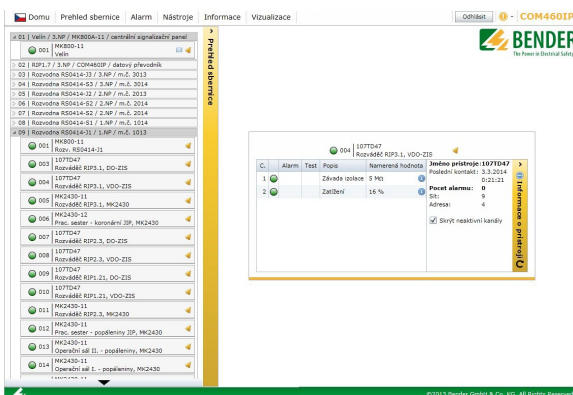 Domu Prehled sbernice Alarm Nástroje Informace Vizualizace Odhlásit - COM460IP
BENDER
The Power in Electrical Safety
01 | Velín / 3.NP / MK800A-11 / centrální signalizační panel
001 MK800-11
Velín
02 | RIP1.7 / 3.NP / COM460IP / datový převodník
03 | Rozvodna RS0414-J3 / 3.NP / m.č. 3013
04 | Rozvodna RS0414-S3 / 3.NP / m.č. 3014
05 | Rozvodna RS0414-J2 / 2.NP / m.č. 2013
06 | Rozvodna RS0414-S2 / 2.NP / m.č. 2014
07 | Rozvodna RS0414-S2 / 2.NP / m.č. 2014
08 | Rozvodna RS0414-S1 / 1.NP / m.č. 1014
09 | Rozvodna RS0414-J1 / 1.NP / m.č. 1013
001 MK800-11
Rozv. RS0414-J1
003 107TD47
Rozváděč RIP3.1, DO-ZIS
004 107TD47
Rozváděč RIP3.1, VDO-ZIS
005 MK2430-11
Rozváděč RIP3.1, MK2430
006 MK2430-12
Prac. sester - koronární JIP, MK2430
007 107TD47
Rozváděč RIP2.3, DO-ZIS
008 107TD47
Rozváděč RIP2.3, VDO-ZIS
009 107TD47
Rozváděč RIP1.21, DO-ZIS
010 107TD47
Rozváděč RIP1.21, VDO-ZIS
011 MK2430-11
Rozváděč RIP2.3, MK2430
012 MK2430-11
Prac. sester - popáleniny JIP, MK2430
013 MK2430-11
Operační sál II. - popáleniny, MK2430
014 MK2430-11
Operační sál I. - popáleniny, MK2430
MK2430-11
Prehled sbernice
004 107TD47
Rozváděč RIP3.1, VDO-ZIS
C. Alarm Test Popis Namerená hodnota
1 Závada izolace 5 MΩ
2 Zatížení 16 %
Jméno prístroje: 107TD47
Poslední kontakt: 3.3.2014
0:21:21
Pocet alarmu: 0
Sít: 9
Adresa: 4
Skrýt neaktivní kanály
Informace o prístroji
©2013 Bender GmbH & Co. KG. All Rights Reserved